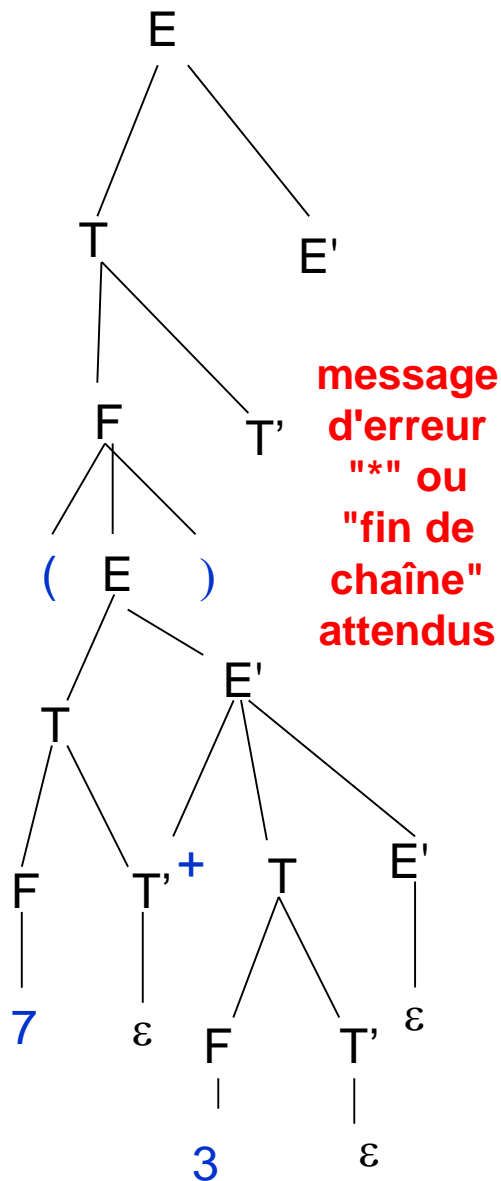 E
T E'
F T’
message
d'erreur
"*" ou
"fin de
chaîne"
attendus
( E )
T E'
F T’ + T E'
7 ε F T’ ε
3 ε